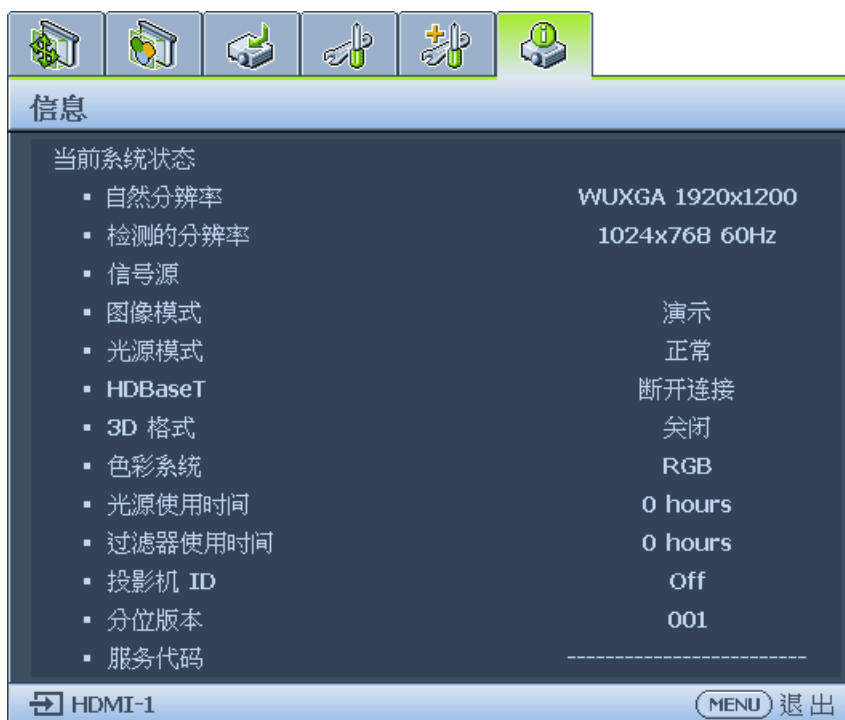 信息
当前系统状态
▪ 自然分辨率 WUXGA 1920x1200
▪ 检测的分辨率 1024x768 60Hz
▪ 信号源
▪ 图像模式 演示
▪ 光源模式 正常
▪ HDBaseT 断开连接
▪ 3D 格式 关闭
▪ 色彩系统 RGB
▪ 光源使用时间 0 hours
▪ 过滤器使用时间 0 hours
▪ 投影机 ID Off
▪ 分位版本 001
▪ 服务代码 -------------------------
HDMI-1 MENU 退出